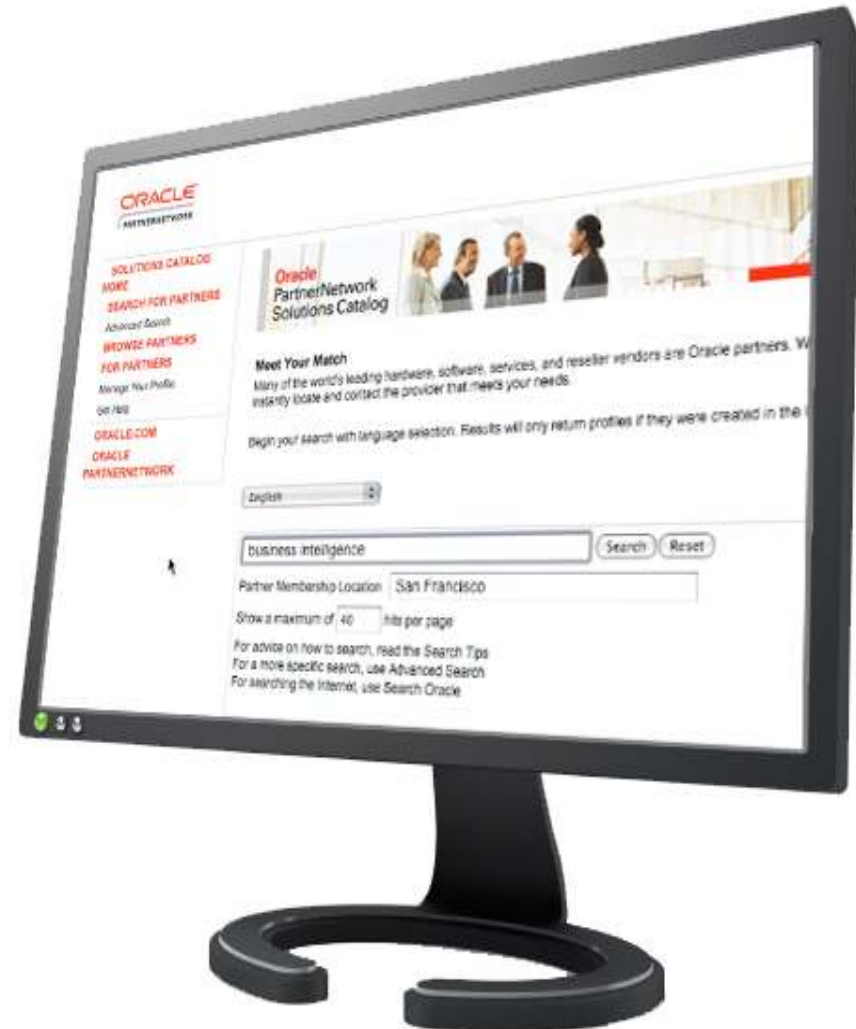 ORACLE
PARTNERNETWORK
SOLUTIONS CATALOG
HOME
SEARCH FOR PARTNERS
Advanced Search
BROWSE PARTNERS
FOR PARTNERS
Manage Your Profile
Get Help
ORACLE.COM
ORACLE
PARTNERNETWORK
Oracle
PartnerNetwork
Solutions Catalog
Meet Your Match
Many of the world's leading hardware, software, services, and reseller vendors are Oracle partners. W
instantly locate and contact the provider that meets your needs.
Begin your search with language selection. Results will only return profiles if they were created in the
English
business intelligence
Search Reset
Partner Membership Location San Francisco
Show a maximum of 40 hits per page
For advice on how to search, read the Search Tips
For a more specific search, use Advanced Search
For searching the Internet, use Search Oracle